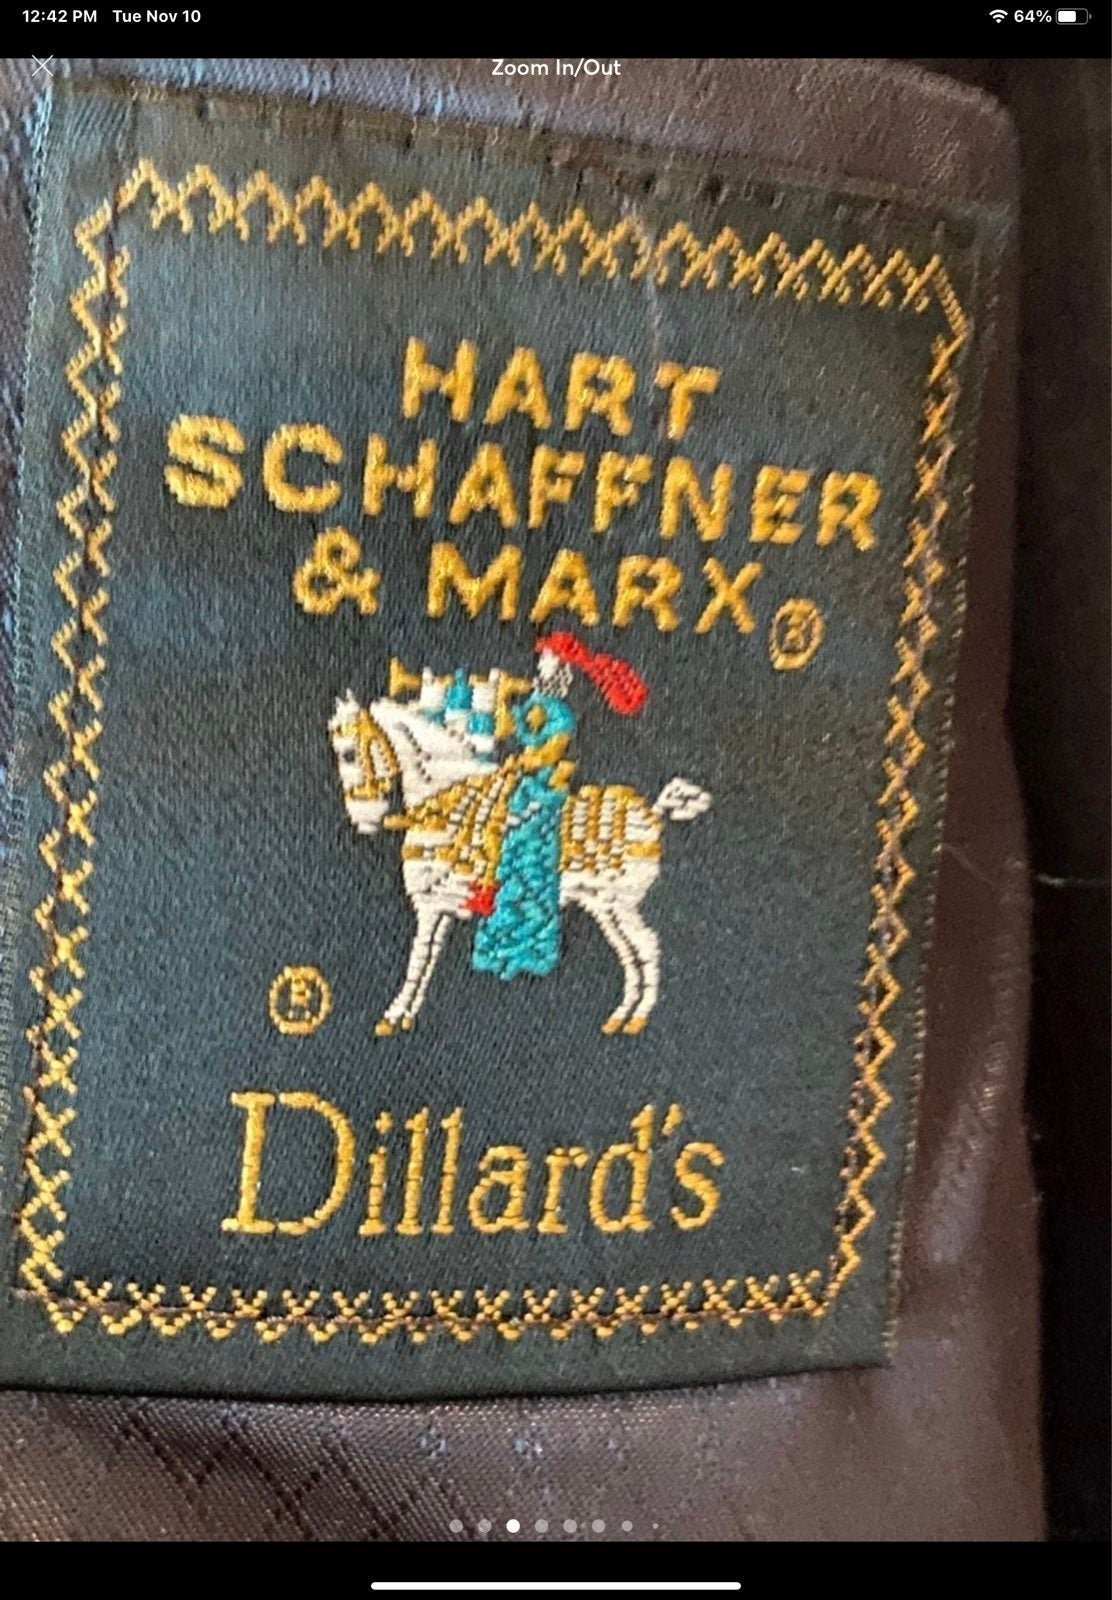 12:42 PM Tue Nov 10 64%
Zoom In/Out
HART
SCHAFFNER
& MARX®
®
Dillard's